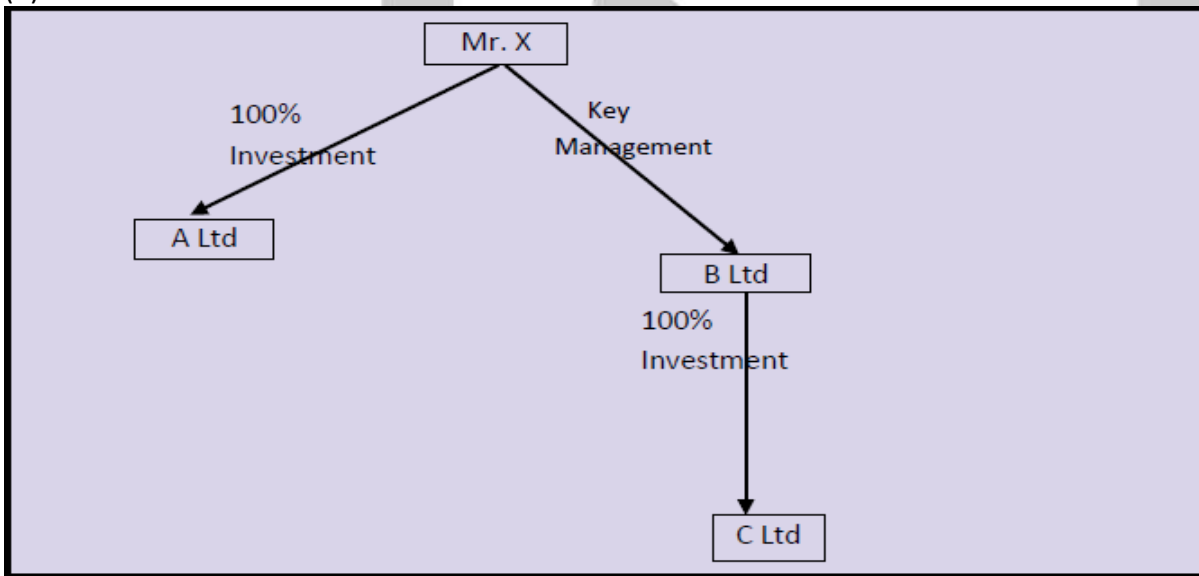 Mr. X
100%
Investment
Key
Management
A Ltd
B Ltd
100%
Investment
C Ltd